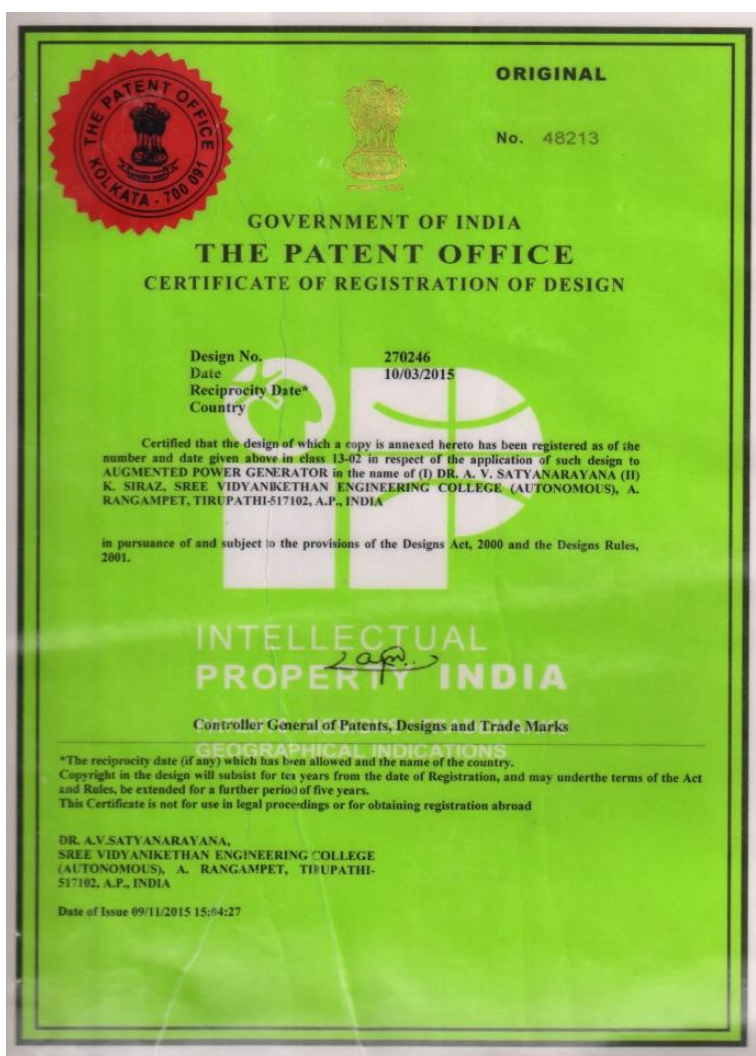 THE PATENT OFFICE
KOLKATA - 700 091
ORIGINAL
No. 48213
GOVERNMENT OF INDIA
THE PATENT OFFICE
CERTIFICATE OF REGISTRATION OF DESIGN
Design No. 270246
Date 10/03/2015
Reciprocity Date*
Country
Certified that the design of which a copy is annexed hereto has been registered as of the
number and date given above in class 13-02 in respect of the application of such design to
AUGMENTED POWER GENERATOR in the name of (I) DR. A. V. SATYANARAYANA (II)
K. SIRAZ, SREE VIDYANIKETHAN ENGINEERING COLLEGE (AUTONOMOUS), A.
RANGAMPET, TIRUPATHI-517102, A.P., INDIA
in pursuance of and subject to the provisions of the Designs Act, 2000 and the Designs Rules,
2001.
INTELLECTUAL
PROPERTY INDIA
Controller General of Patents, Designs and Trade Marks
GEOGRAPHICAL INDICATIONS
*The reciprocity date (if any) which has been allowed and the name of the country.
Copyright in the design will subsist for ten years from the date of Registration, and may underthe terms of the Act
and Rules, be extended for a further period of five years.
This Certificate is not for use in legal proceedings or for obtaining registration abroad
DR. A.V.SATYANARAYANA,
SREE VIDYANIKETHAN ENGINEERING COLLEGE
(AUTONOMOUS), A. RANGAMPET, TIRUPATHI-
517102, A.P., INDIA
Date of Issue 09/11/2015 15:04:27